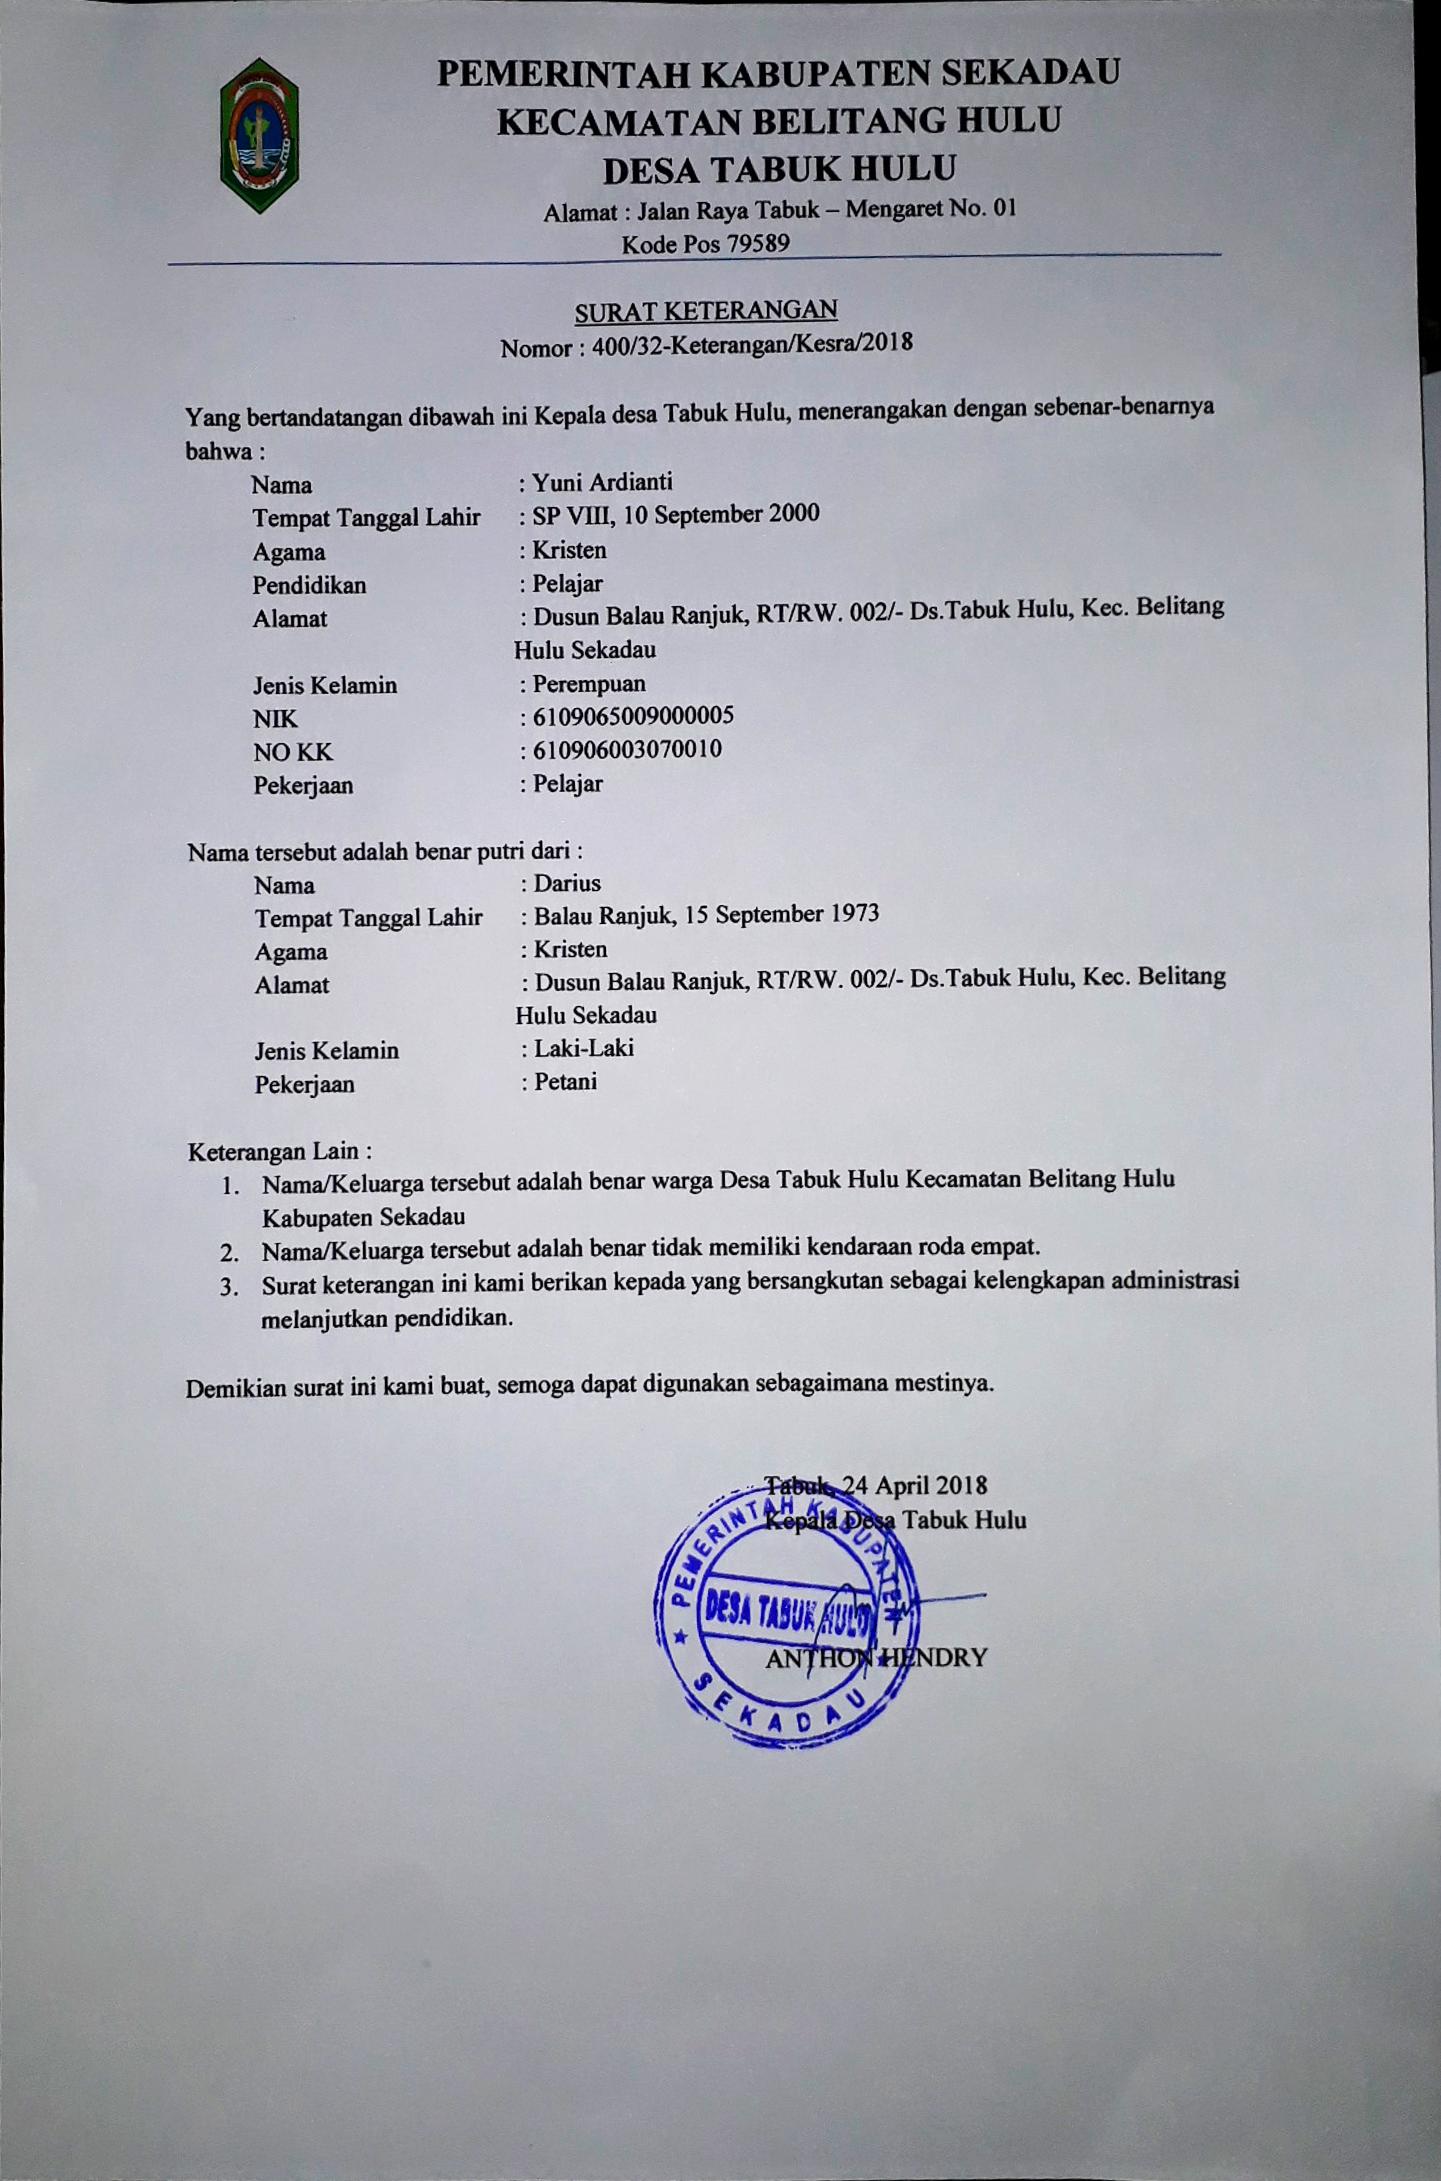 PEMERINTAH KABUPATEN SEKADAU
KECAMATAN BELITANG HULU
DESA TABUK HULU
Alamat : Jalan Raya Tabuk – Mengaret No. 01
Kode Pos 79589
SURAT KETERANGAN
Nomor : 400/32-Keterangan/Kesra/2018
Yang bertandatangan dibawah ini Kepala desa Tabuk Hulu, menerangakan dengan sebenar-benarnya
bahwa :
Nama : Yuni Ardianti
Tempat Tanggal Lahir : SP VIII, 10 September 2000
Agama : Kristen
Pendidikan : Pelajar
Alamat : Dusun Balau Ranjuk, RT/RW. 002/- Ds.Tabuk Hulu, Kec. Belitang
Hulu Sekadau
Jenis Kelamin : Perempuan
NIK : 6109065009000005
NO KK : 610906003070010
Pekerjaan : Pelajar
Nama tersebut adalah benar putri dari :
Nama : Darius
Tempat Tanggal Lahir : Balau Ranjuk, 15 September 1973
Agama : Kristen
Alamat : Dusun Balau Ranjuk, RT/RW. 002/- Ds.Tabuk Hulu, Kec. Belitang
Hulu Sekadau
Jenis Kelamin : Laki-Laki
Pekerjaan : Petani
Keterangan Lain :
1. Nama/Keluarga tersebut adalah benar warga Desa Tabuk Hulu Kecamatan Belitang Hulu
Kabupaten Sekadau
2. Nama/Keluarga tersebut adalah benar tidak memiliki kendaraan roda empat.
3. Surat keterangan ini kami berikan kepada yang bersangkutan sebagai kelengkapan administrasi
melanjutkan pendidikan.
Demikian surat ini kami buat, semoga dapat digunakan sebagaimana mestinya.
Tabuk, 24 April 2018
Kepala Desa Tabuk Hulu
PEMERINTAH KABUPATEN
DESA TABUK HULU
SEKADAU
ANTHON HENDRY